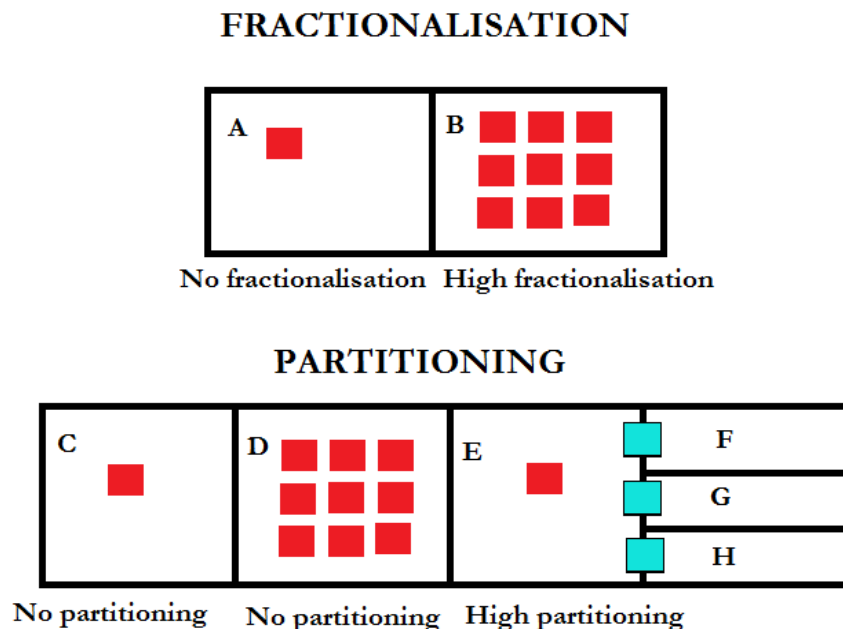 FRACTIONALISATION
A
B
No fractionalisation
High fractionalisation
PARTITIONING
C
D
E
F
G
H
No partitioning
No partitioning
High partitioning